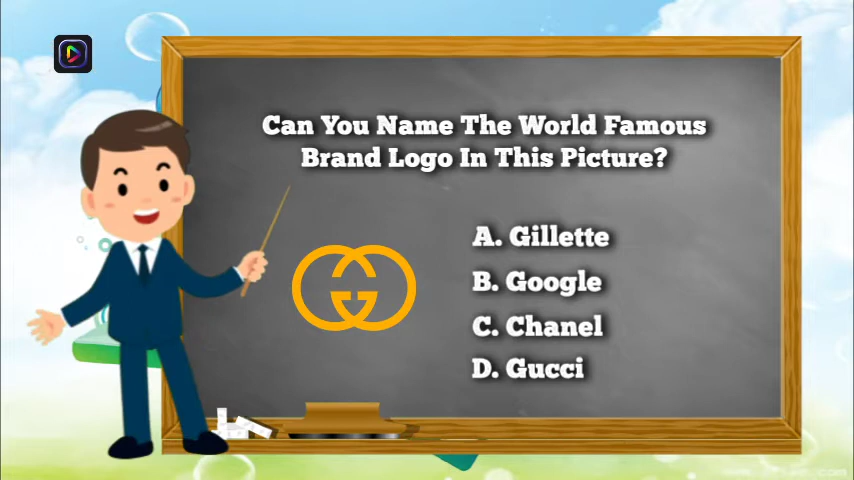 Can You Name The World Famous
Brand Logo In This Picture?
A. Gillette
B. Google
C. Chanel
D. Gucci